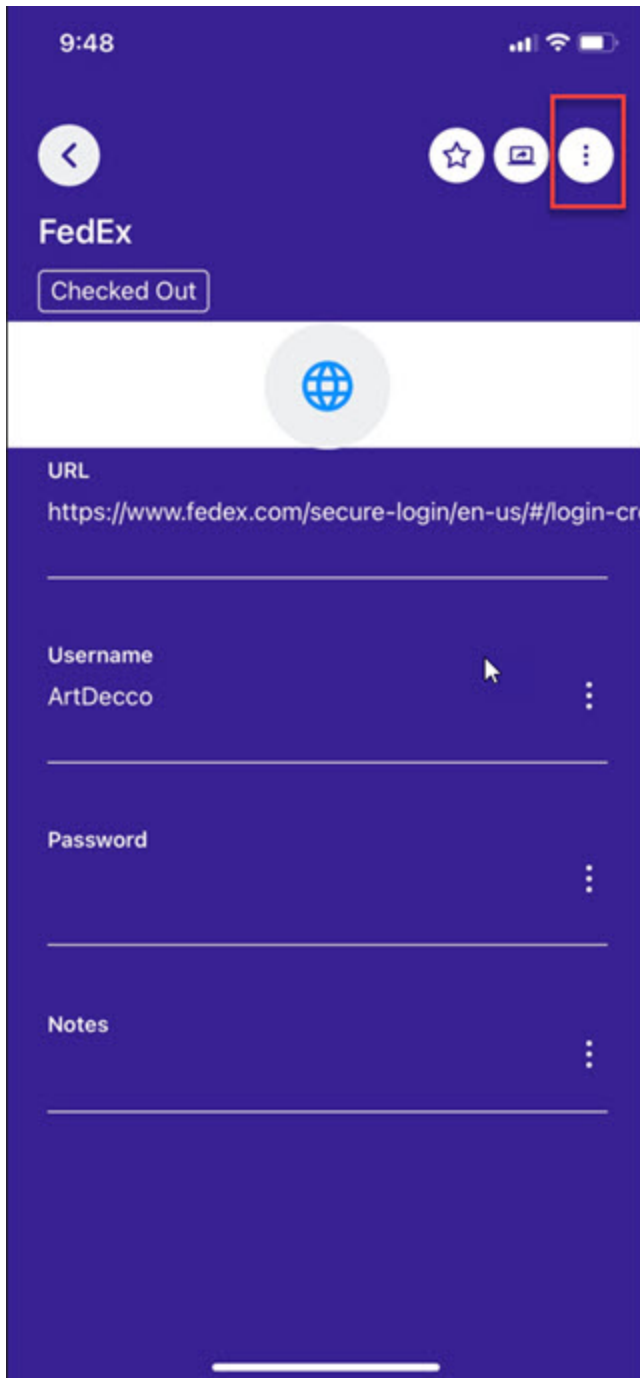 9:48
FedEx
Checked Out
URL
https://www.fedex.com/secure-login/en-us/#/login-cr
Username
ArtDecco
Password
Notes